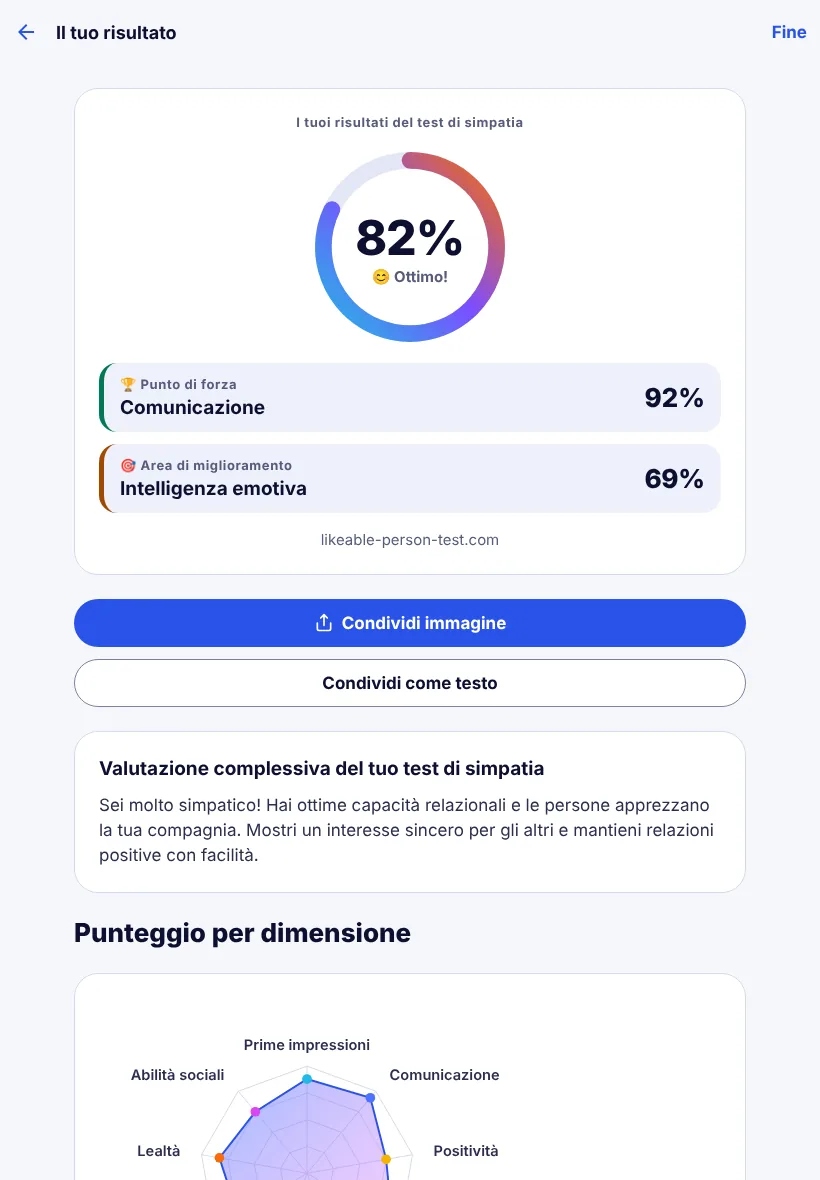 Il tuo risultato
Fine
I tuoi risultati del test di simpatia
82%
😊 Ottimo!
🏆 Punto di forza
Comunicazione
92%
🎯 Area di miglioramento
Intelligenza emotiva
69%
likeable-person-test.com
Condividi immagine
Condividi come testo
Valutazione complessiva del tuo test di simpatia
Sei molto simpatico! Hai ottime capacità relazionali e le persone apprezzano
la tua compagnia. Mostri un interesse sincero per gli altri e mantieni relazioni
positive con facilità.
Punteggio per dimensione
Prime impressioni
Abilità sociali
Comunicazione
Lealtà
Positività